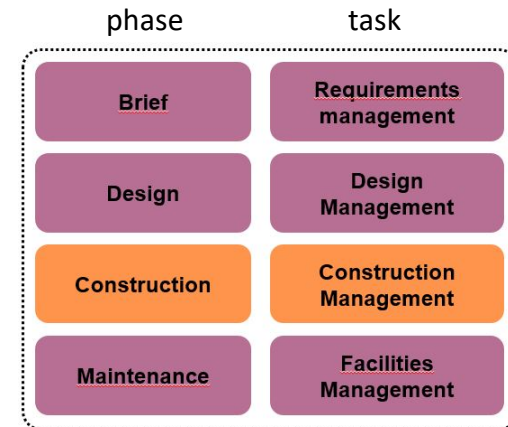 phase task
Brief Requirements
management
Design Design
Management
Construction Construction
Management
Maintenance Facilities
Management